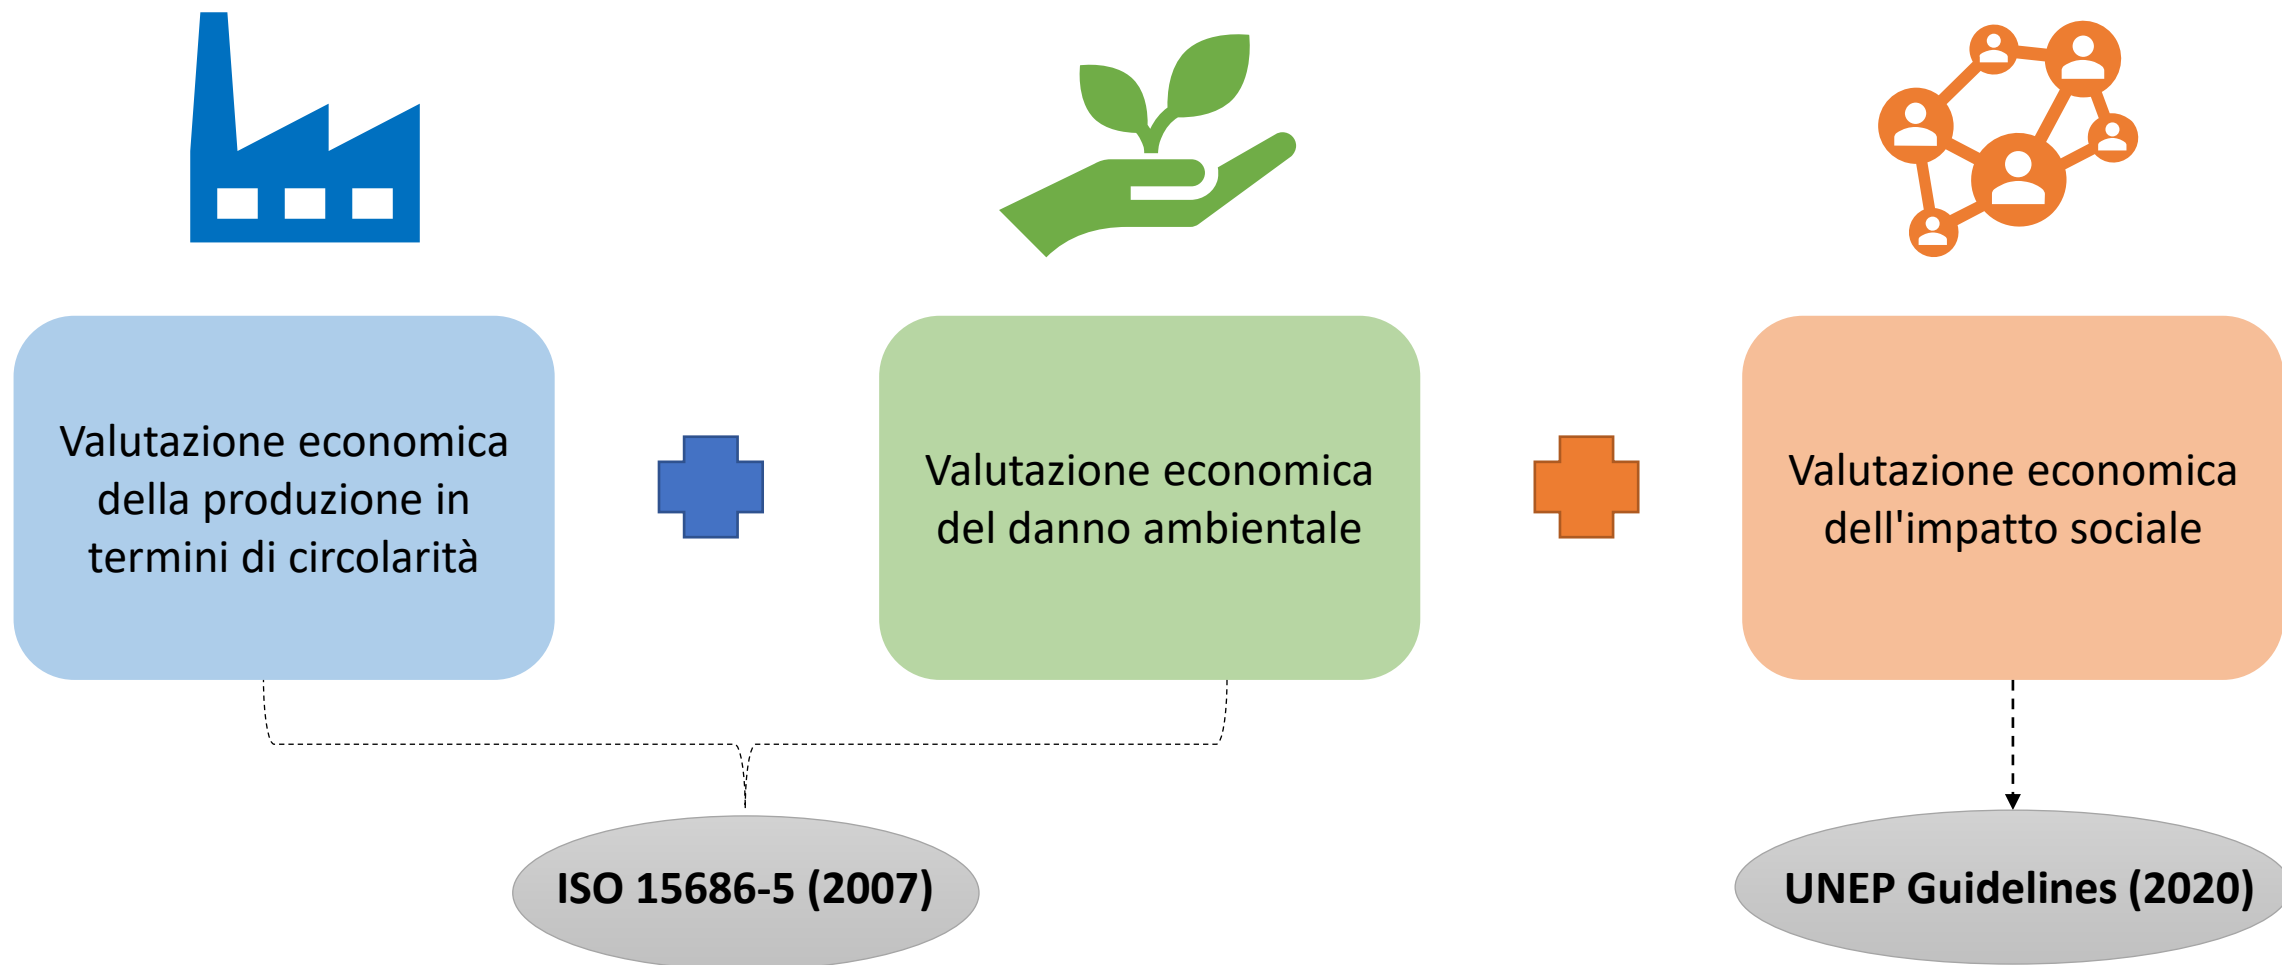 Valutazione economica
della produzione in
termini di circolarità
Valutazione economica
del danno ambientale
Valutazione economica
dell'impatto sociale
ISO 15686-5 (2007)
UNEP Guidelines (2020)